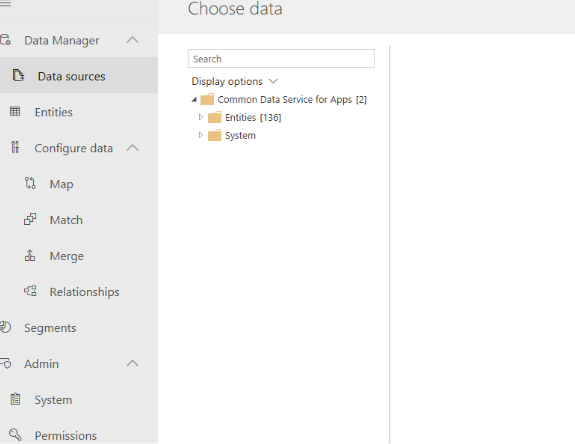 Choose data
Data Manager
Data sources
Entities
Configure data
Map
Match
Merge
Relationships
Segments
Admin
System
Permissions
Search
Display options
Common Data Service for Apps [2]
Entities [136]
System